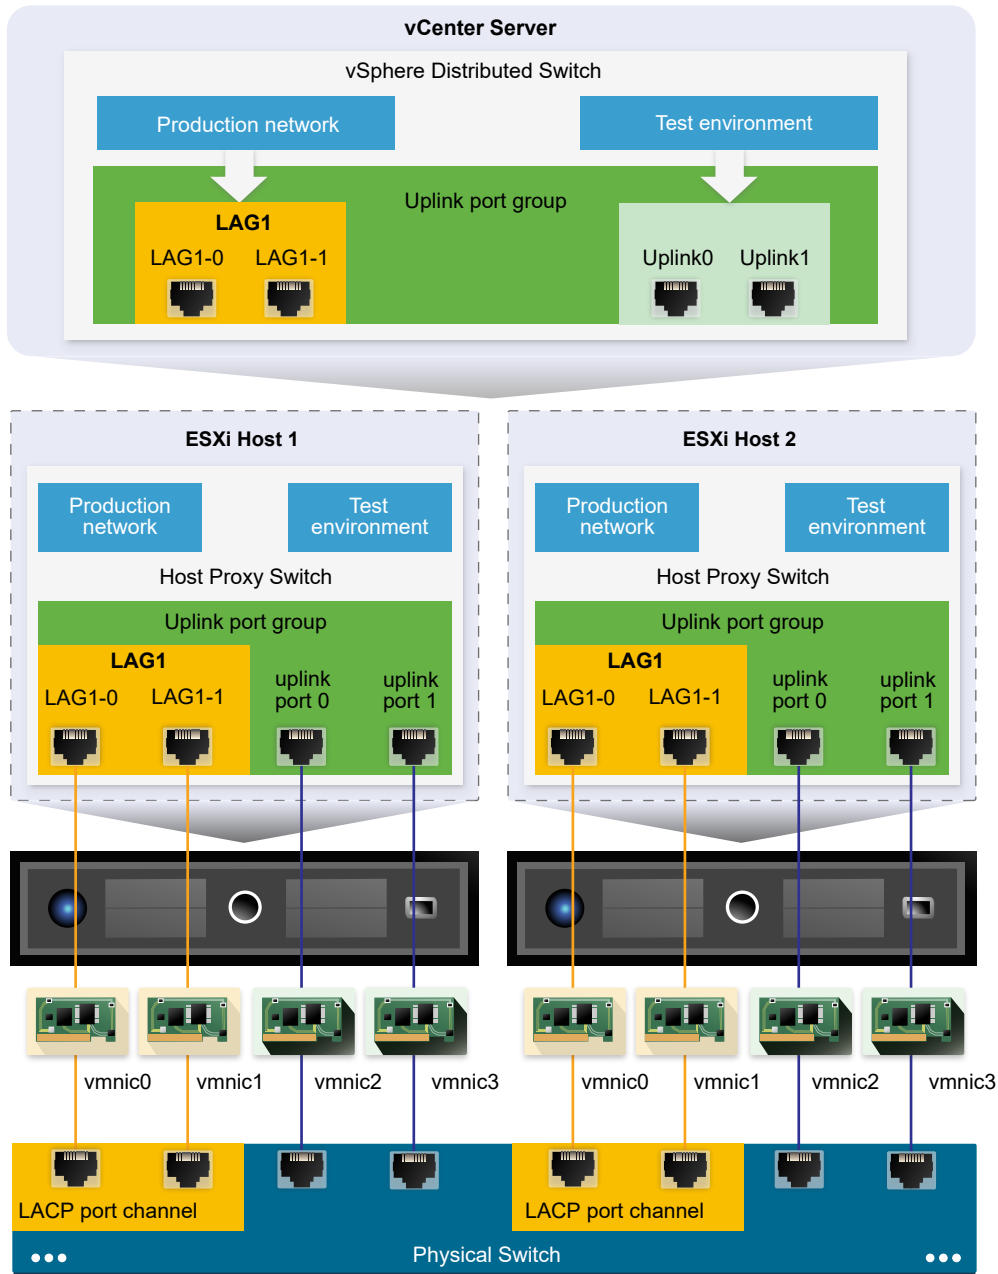 vCenter Server
vSphere Distributed Switch
Production network
Test environment
Uplink port group
LAG1
LAG1-0 LAG1-1
Uplink0 Uplink1
ESXi Host 1
Production
network
Test
environment
Host Proxy Switch
Uplink port group
LAG1
LAG1-0 LAG1-1
uplink
port 0
uplink
port 1
ESXi Host 2
Production
network
Test
environment
Host Proxy Switch
Uplink port group
LAG1
LAG1-0 LAG1-1
uplink
port 0
uplink
port 1
vmnic0 vmnic1 vmnic2 vmnic3
vmnic0 vmnic1 vmnic2 vmnic3
LACP port channel
LACP port channel
Physical Switch